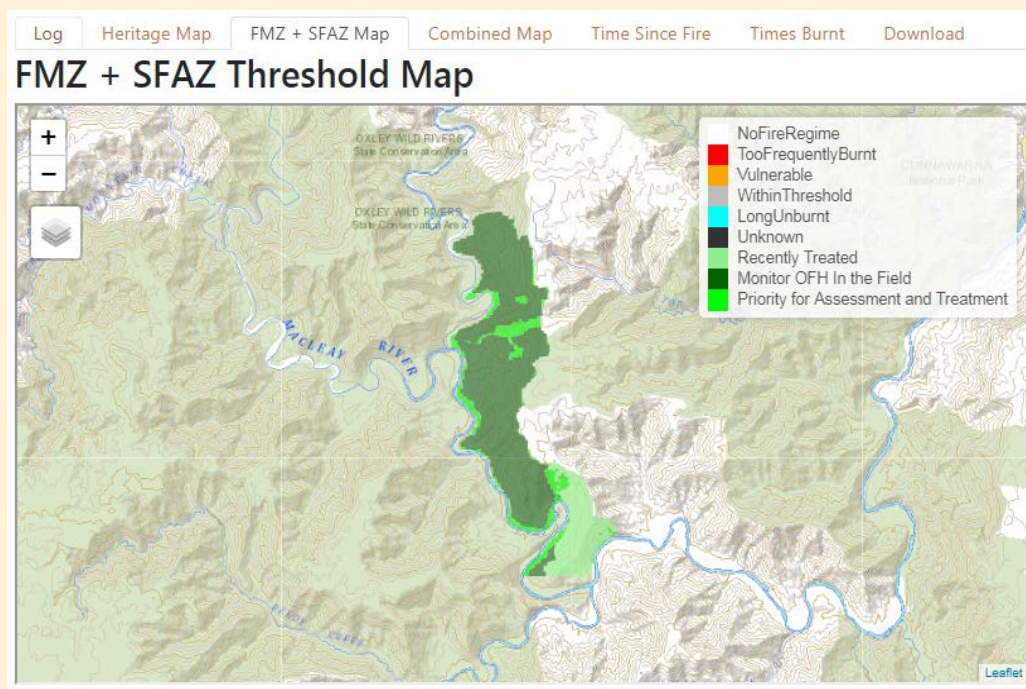 Log Heritage Map FMZ + SFAZ Map Combined Map Time Since Fire Times Burnt Download
FMZ + SFAZ Threshold Map
+
−
OXLEY WILD RIVERS
State Conservation Area
OXLEY WILD RIVERS
State Conservation Area
MACLEAY RIVER
NoFireRegime
TooFrequentlyBurnt
Vulnerable
WithinThreshold
LongUnburnt
Unknown
Recently Treated
Monitor OFH In the Field
Priority for Assessment and Treatment
CUNNAWARRA
National Park
CREEK
Leaflet